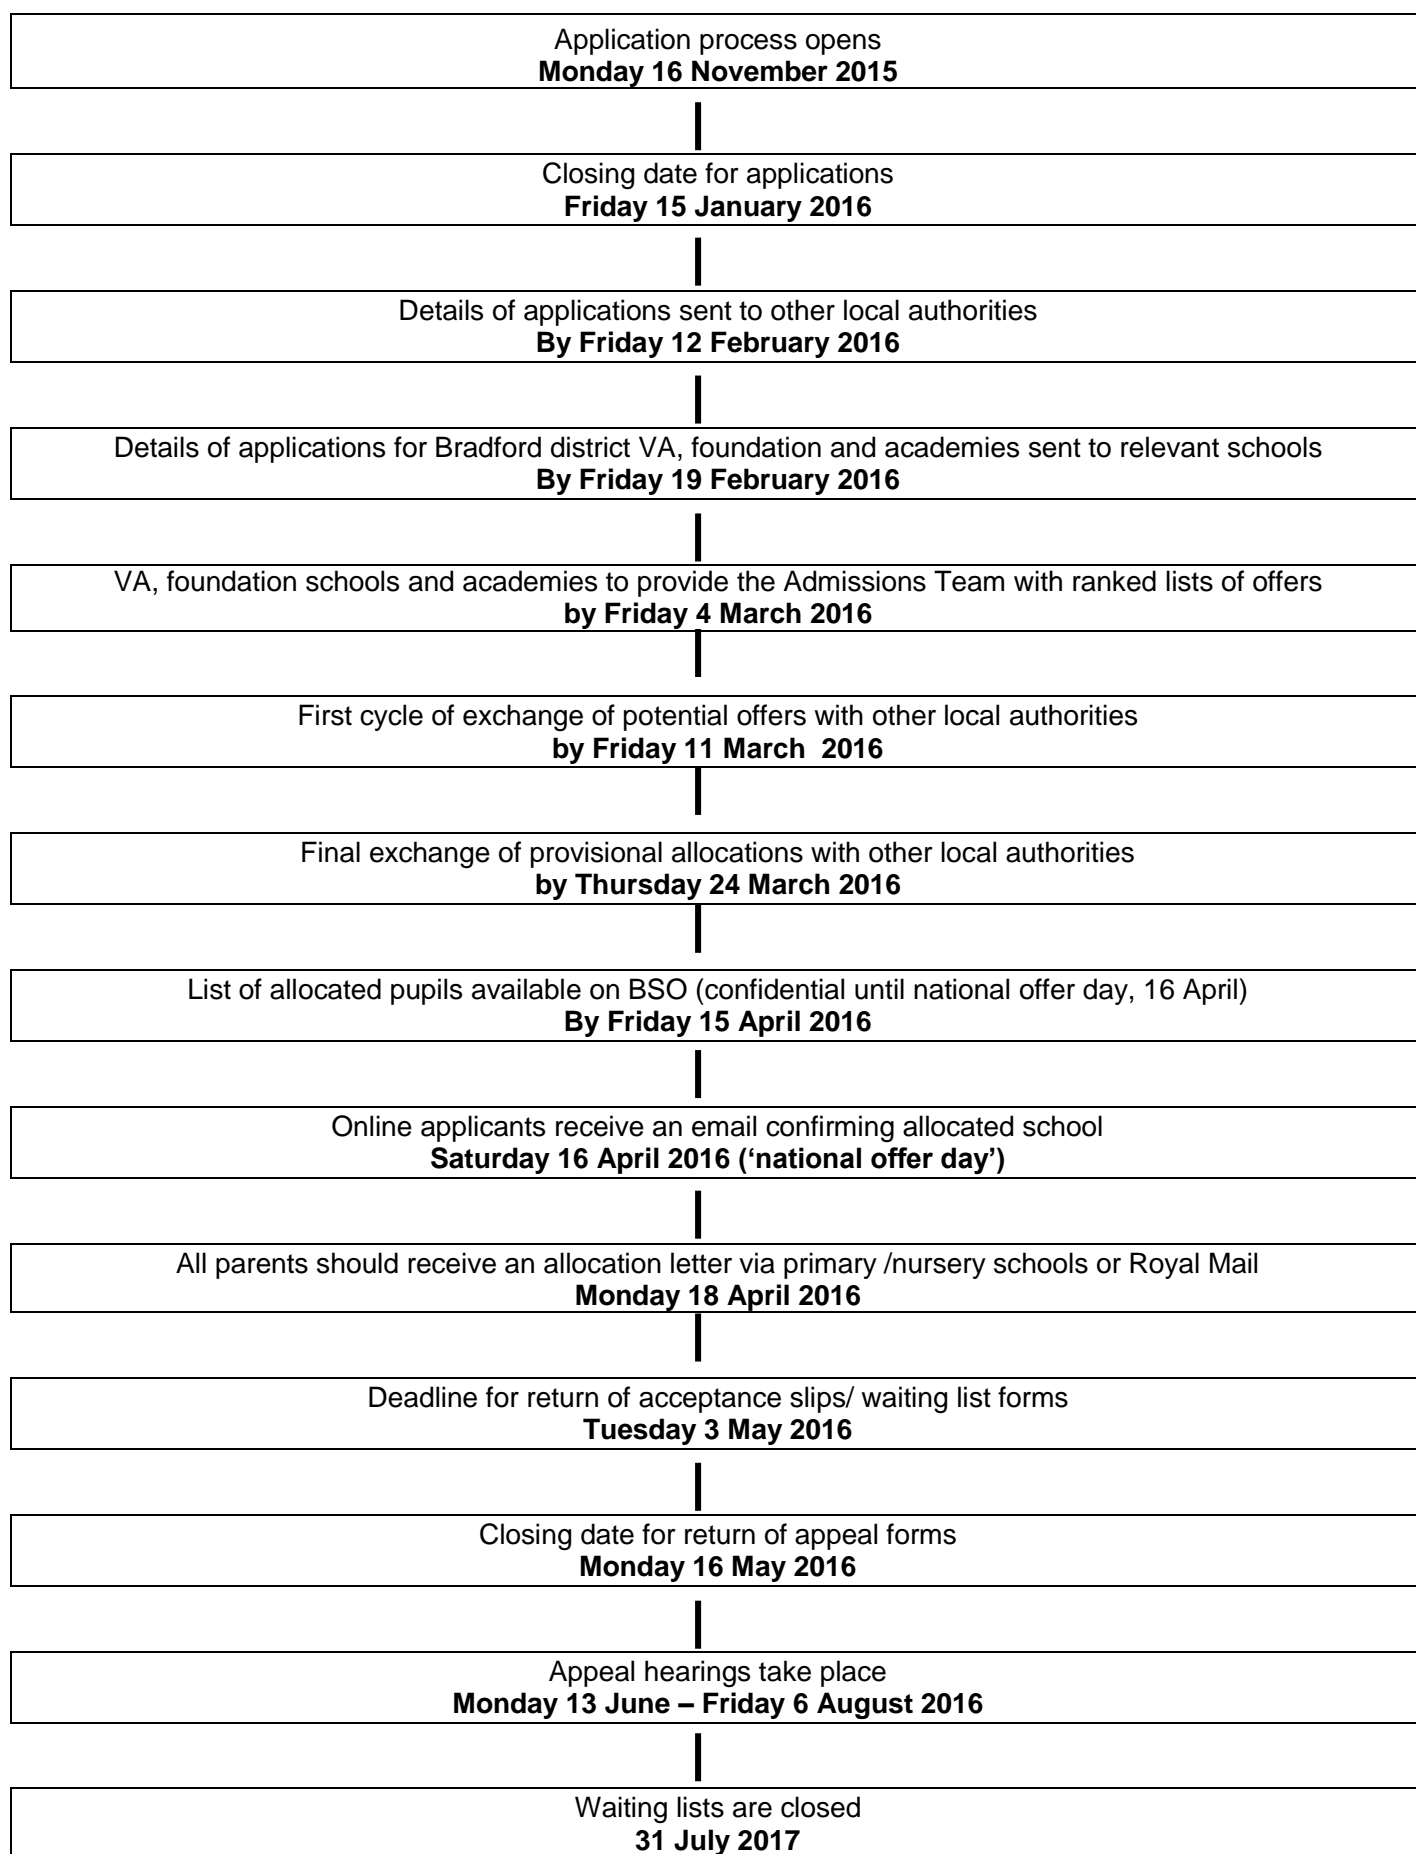 Application process opens
Monday 16 November 2015
Closing date for applications
Friday 15 January 2016
Details of applications sent to other local authorities
By Friday 12 February 2016
Details of applications for Bradford district VA, foundation and academies sent to relevant schools
By Friday 19 February 2016
VA, foundation schools and academies to provide the Admissions Team with ranked lists of offers
by Friday 4 March 2016
First cycle of exchange of potential offers with other local authorities
by Friday 11 March  2016
Final exchange of provisional allocations with other local authorities
by Thursday 24 March 2016
List of allocated pupils available on BSO (confidential until national offer day, 16 April)
By Friday 15 April 2016
Online applicants receive an email confirming allocated school
Saturday 16 April 2016 (‘national offer day’)
All parents should receive an allocation letter via primary /nursery schools or Royal Mail
Monday 18 April 2016
Deadline for return of acceptance slips/ waiting list forms
Tuesday 3 May 2016
Closing date for return of appeal forms
Monday 16 May 2016
Appeal hearings take place
Monday 13 June – Friday 6 August 2016
Waiting lists are closed
31 July 2017